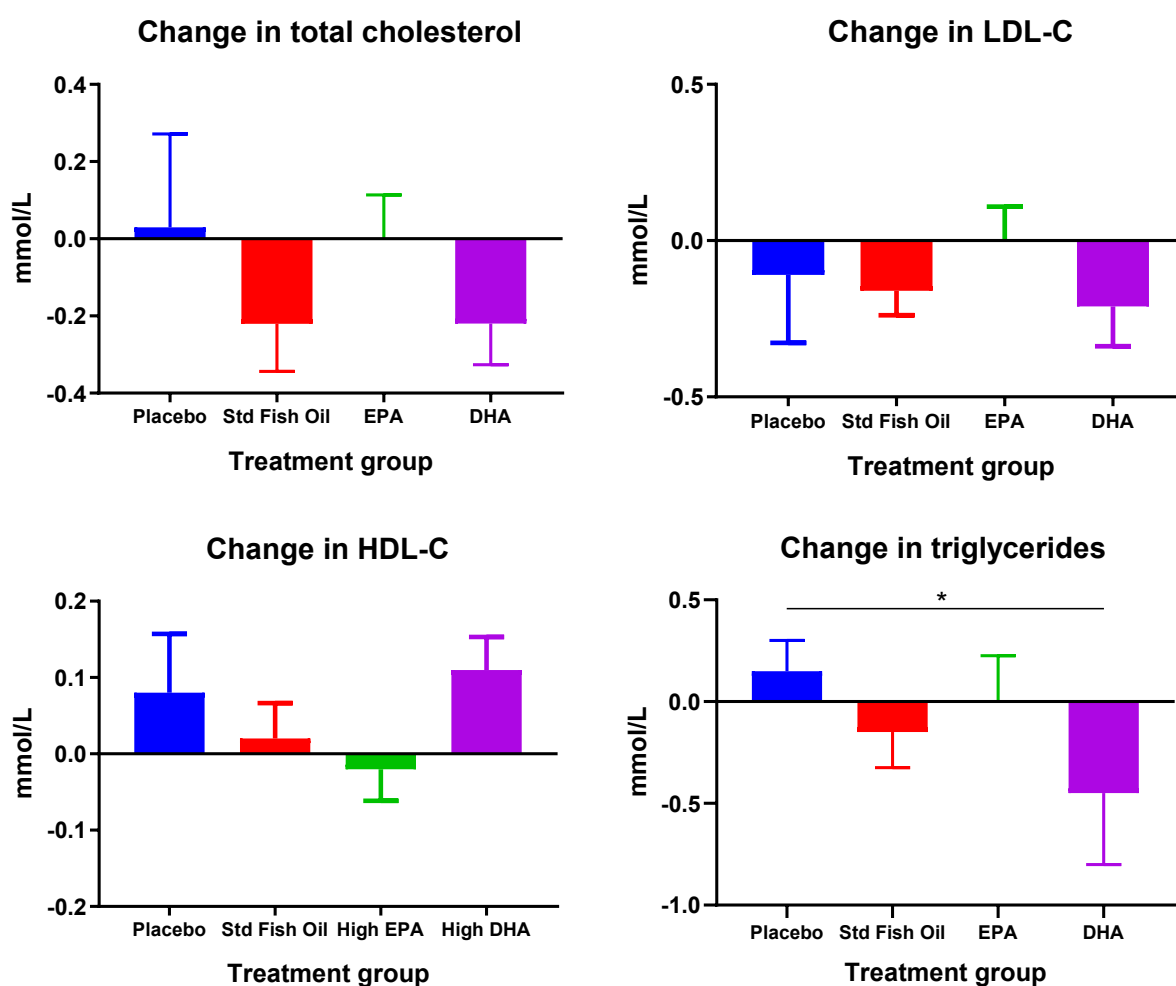 Change in total cholesterol
mmol/L
0.4
0.2
0.0
-0.2
-0.4
Placebo Std Fish Oil EPA DHA
Treatment group
Change in LDL-C
mmol/L
0.5
0.0
-0.5
Placebo Std Fish Oil EPA DHA
Treatment group
Change in HDL-C
mmol/L
0.2
0.1
0.0
-0.1
-0.2
Placebo Std Fish Oil High EPA High DHA
Treatment group
Change in triglycerides
*
mmol/L
0.5
0.0
-0.5
-1.0
Placebo Std Fish Oil EPA DHA
Treatment group